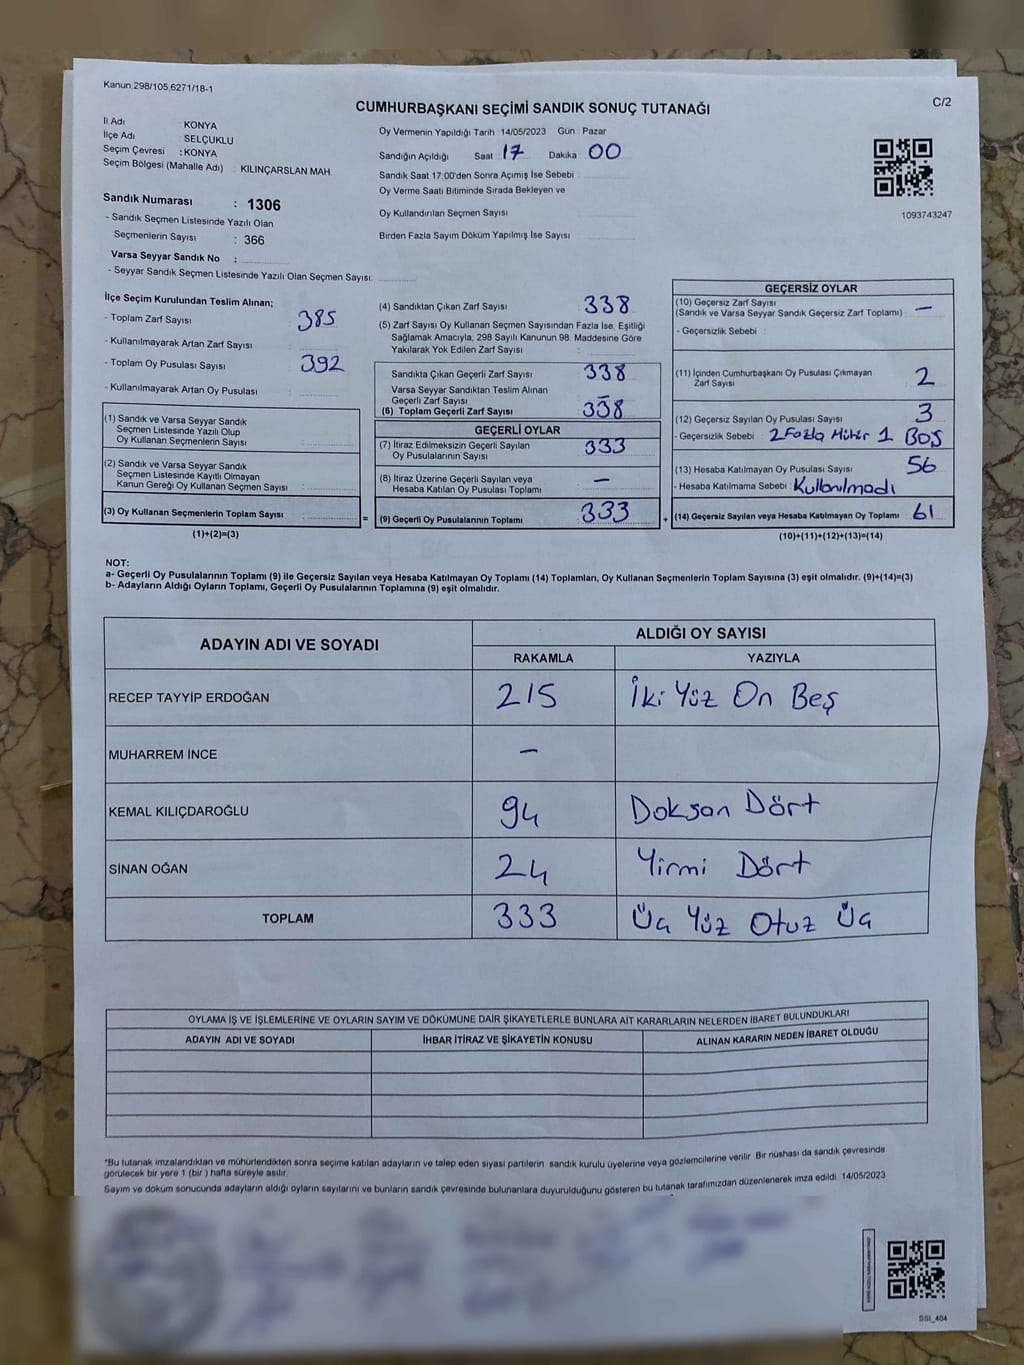 Kanun.298/105,6271/18-1
CUMHURBAŞKANI SEÇİMİ SANDIK SONUÇ TUTANAĞI
C/2
İl Adı : KONYA
İlçe Adı : SELÇUKLU
Seçim Çevresi : KONYA
Seçim Bölgesi (Mahalle Adı) : KILINÇARSLAN MAH.
Sandık Numarası : 1306
- Sandık Seçmen Listesinde Yazılı Olan
Seçmenlerin Sayısı : 366
Varsa Seyyar Sandık No :
- Seyyar Sandık Seçmen Listesinde Yazılı Olan Seçmen Sayısı:
Oy Vermenin Yapıldığı Tarih 14/05/2023 Gün Pazar
Sandığın Açıldığı Saat 17 Dakika 00
Sandık Saat 17:00'den Sonra Açımış İse Sebebi
Oy Verme Saati Bitiminde Sırada Bekleyen ve
Oy Kullandırılan Seçmen Sayısı
Birden Fazla Sayım Döküm Yapılmış İse Sayısı
1093743247
İlçe Seçim Kurulundan Teslim Alınan;
- Toplam Zarf Sayısı : 385
- Kullanılmayarak Artan Zarf Sayısı :
- Toplam Oy Pusulası Sayısı : 392
- Kullanılmayarak Artan Oy Pusulası :
(1) Sandık ve Varsa Seyyar Sandık
Seçmen Listesinde Yazılı Olup
Oy Kullanan Seçmenlerin Sayısı :
(2) Sandık ve Varsa Seyyar Sandık
Seçmen Listesinde Kayıtlı Olmayan
Kanun Gereği Oy Kullanan Seçmen Sayısı :
(3) Oy Kullanan Seçmenlerin Toplam Sayısı :
(1)+(2)=(3)
=
(4) Sandıktan Çıkan Zarf Sayısı : 338
(5) Zarf Sayısı Oy Kullanan Seçmen Sayısından Fazla İse, Eşitliği
Sağlamak Amacıyla; 298 Sayılı Kanunun 98. Maddesine Göre
Yakılarak Yok Edilen Zarf Sayısı :
Sandıkta Çıkan Geçerli Zarf Sayısı : 338
Varsa Seyyar Sandıktan Teslim Alınan
Geçerli Zarf Sayısı : –
(6) Toplam Geçerli Zarf Sayısı : 338
GEÇERLİ OYLAR
(7) İtiraz Edilmeksizin Geçerli Sayılan
Oy Pusulalarının Sayısı : 333
(8) İtiraz Üzerine Geçerli Sayılan veya
Hesaba Katılan Oy Pusulası Toplamı : –
(9) Geçerli Oy Pusulalarının Toplamı : 333
+
GEÇERSİZ OYLAR
(10) Geçersiz Zarf Sayısı
(Sandık ve Varsa Seyyar Sandık Geçersiz Zarf Toplamı) : –
- Geçersizlik Sebebi :
(11) İçinden Cumhurbaşkanı Oy Pusulası Çıkmayan
Zarf Sayısı : 2
(12) Geçersiz Sayılan Oy Pusulası Sayısı : 3
- Geçersizlik Sebebi : 2 Fazla Mühür 1 BOŞ
(13) Hesaba Katılmayan Oy Pusulası Sayısı : 56
- Hesaba Katılmama Sebebi : Kullanılmadı
(14) Geçersiz Sayılan veya Hesaba Katılmayan Oy Toplamı : 61
(10)+(11)+(12)+(13)=(14)
NOT:
a- Geçerli Oy Pusulalarının Toplamı (9) ile Geçersiz Sayılan veya Hesaba Katılmayan Oy Toplamı (14) Toplamları, Oy Kullanan Seçmenlerin Toplam Sayısına (3) eşit olmalıdır. (9)+(14)=(3)
b- Adayların Aldığı Oyların Toplamı, Geçerli Oy Pusulalarının Toplamına (9) eşit olmalıdır.
ADAYIN ADI VE SOYADI
ALDIĞI OY SAYISI
RAKAMLA YAZIYLA
RECEP TAYYİP ERDOĞAN 215 İki Yüz On Beş
MUHARREM İNCE –
KEMAL KILIÇDAROĞLU 94 Doksan Dört
SİNAN OĞAN 24 Yirmi Dört
TOPLAM 333 Üç Yüz Otuz Üç
OYLAMA İŞ VE İŞLEMLERİNE VE OYLARIN SAYIM VE DÖKÜMÜNE DAİR ŞİKAYETLERLE BUNLARA AİT KARARLARIN NELERDEN İBARET BULUNDUKLARI
ADAYIN ADI VE SOYADI İHBAR İTİRAZ VE ŞİKAYETİN KONUSU ALINAN KARARIN NEDEN İBARET OLDUĞU
*Bu tutanak imzalandıktan ve mühürlendikten sonra seçime katılan adayların ve talep eden siyasi partilerin sandık kurulu üyelerine veya gözlemcilerine verilir. Bir nüshası da sandık çevresinde
görülecek bir yere 1 (bir ) hafta süreyle asılır.
Sayım ve döküm sonucunda adayların aldığı oyların sayılarını ve bunların sandık çevresinde bulunanlara duyurulduğunu gösteren bu tutanak tarafımızdan düzenlenerek imza edildi. 14/05/2023